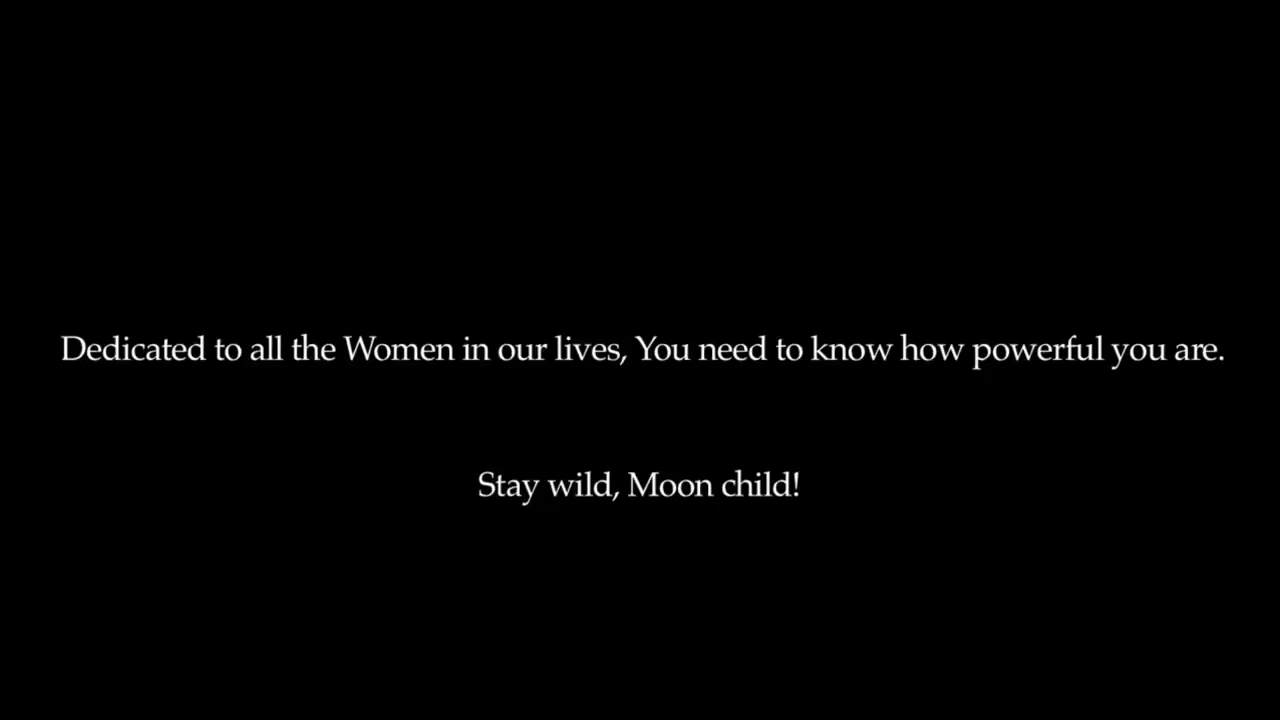 Dedicated to all the Women in our lives, You need to know how powerful you are.
Stay wild, Moon child!